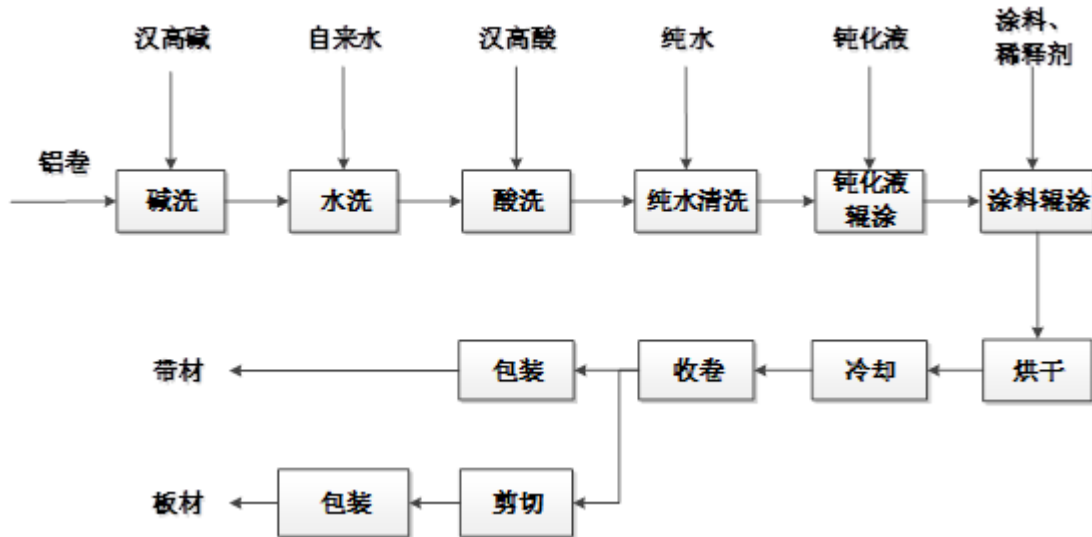 汉高碱
自来水
汉高酸
纯水
钝化液
涂料、
稀释剂
铝卷
碱洗
水洗
酸洗
纯水清洗
钝化液
辊涂
涂料辊涂
带材
包装
收卷
冷却
烘干
板材
包装
剪切